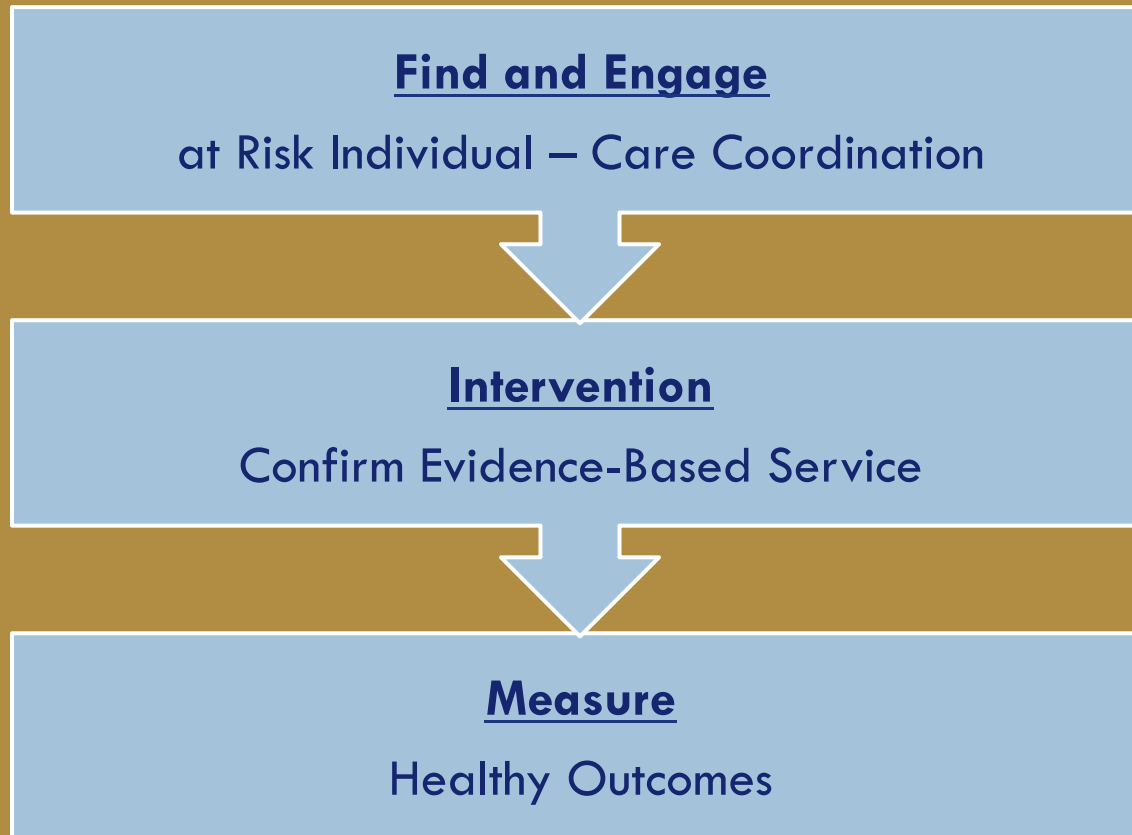 Find and Engage
at Risk Individual – Care Coordination
Intervention
Confirm Evidence-Based Service
Measure
Healthy Outcomes